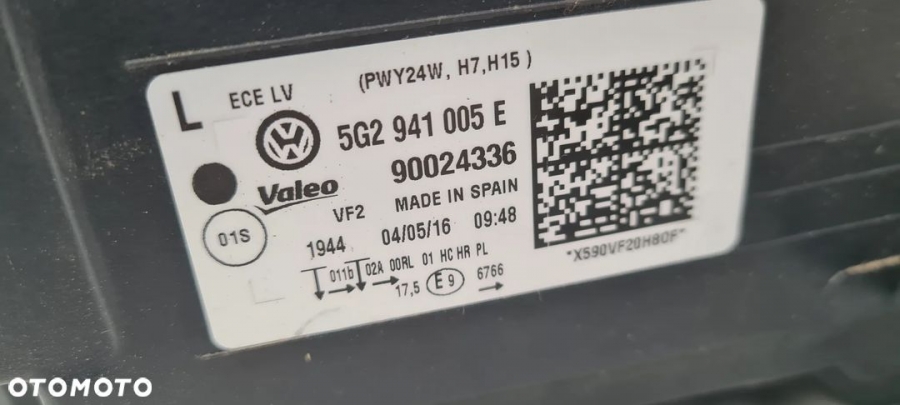 L
ECE LV
(PWY24W, H7,H15 )
5G2 941 005 E
90024336
Valeo
VF2
MADE IN SPAIN
01S
1944
04/05/16
09:48
011b 02A 00RL 01 HC HR PL
17,5 E9 6766
*X590VF20H80F*
OTOMOTO